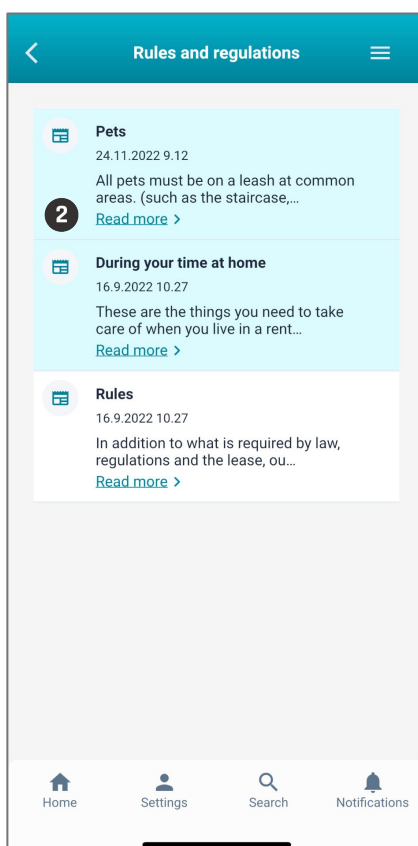 Rules and regulations
Pets
24.11.2022 9.12
All pets must be on a leash at common
areas. (such as the staircase,...
2
Read more >
During your time at home
16.9.2022 10.27
These are the things you need to take
care of when you live in a rent...
Read more >
Rules
16.9.2022 10.27
In addition to what is required by law,
regulations and the lease, ou...
Read more >
Home Settings Search Notifications